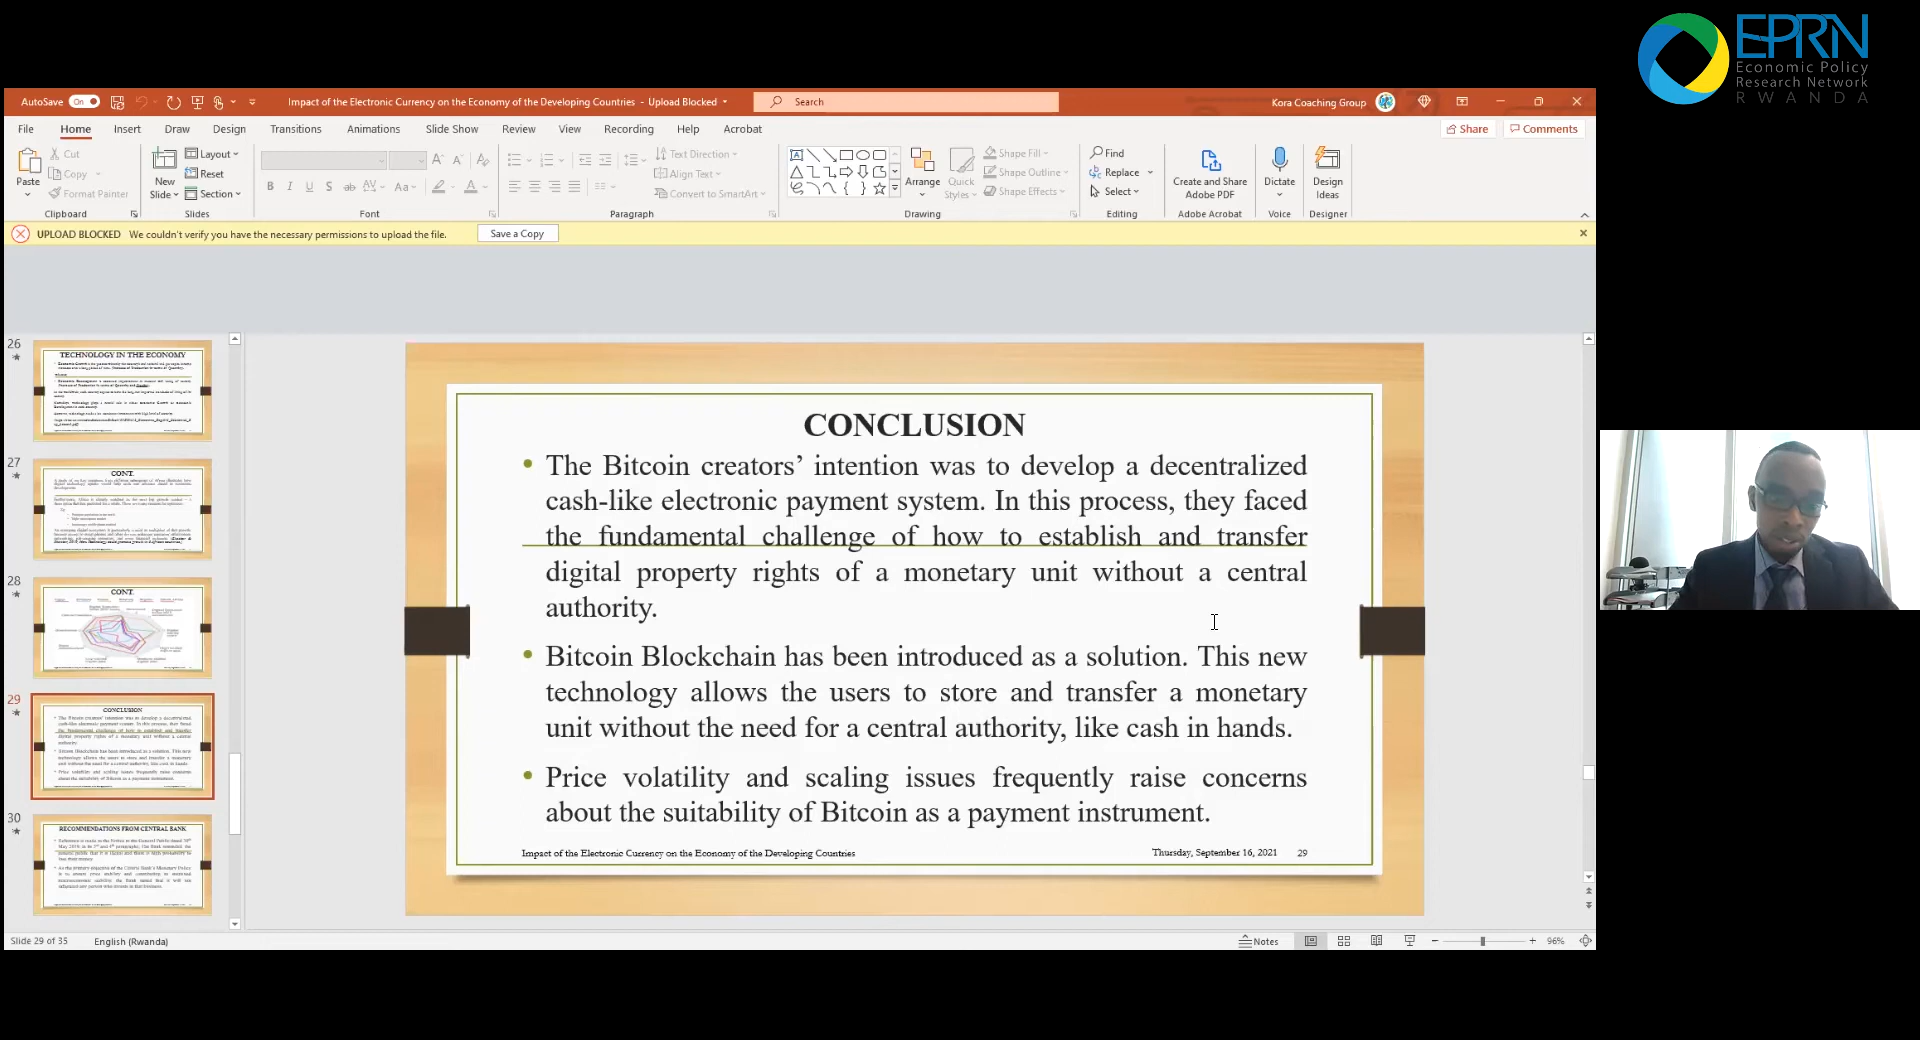 EPRN
Economic Policy
Research Network
RWANDA
AutoSave On
Impact of the Electronic Currency on the Economy of the Developing Countries - Upload Blocked
Search
Kora Coaching Group
File Home Insert Draw Design Transitions Animations Slide Show Review View Recording Help Acrobat
Share Comments
Paste
Cut
Copy
Format Painter
Clipboard
New
Slide
Layout
Reset
Section
Slides
Font
Text Direction
Align Text
Convert to SmartArt
Paragraph
Arrange
Quick
Styles
Shape Fill
Shape Outline
Shape Effects
Drawing
Find
Replace
Select
Editing
Create and Share
Adobe PDF
Adobe Acrobat
Dictate
Voice
Design
Ideas
Designer
UPLOAD BLOCKED We couldn't verify you have the necessary permissions to upload the file. Save a Copy
26
TECHNOLOGY IN THE ECONOMY
27
CONT.
28
CONT.
29
CONCLUSION
30
RECOMMENDATIONS FROM CENTRAL BANK
CONCLUSION
• The Bitcoin creators’ intention was to develop a decentralized
cash-like electronic payment system. In this process, they faced
the fundamental challenge of how to establish and transfer
digital property rights of a monetary unit without a central
authority.
• Bitcoin Blockchain has been introduced as a solution. This new
technology allows the users to store and transfer a monetary
unit without the need for a central authority, like cash in hands.
• Price volatility and scaling issues frequently raise concerns
about the suitability of Bitcoin as a payment instrument.
Impact of the Electronic Currency on the Economy of the Developing Countries Thursday, September 16, 2021 29
Slide 29 of 35 English (Rwanda)
Notes
96%